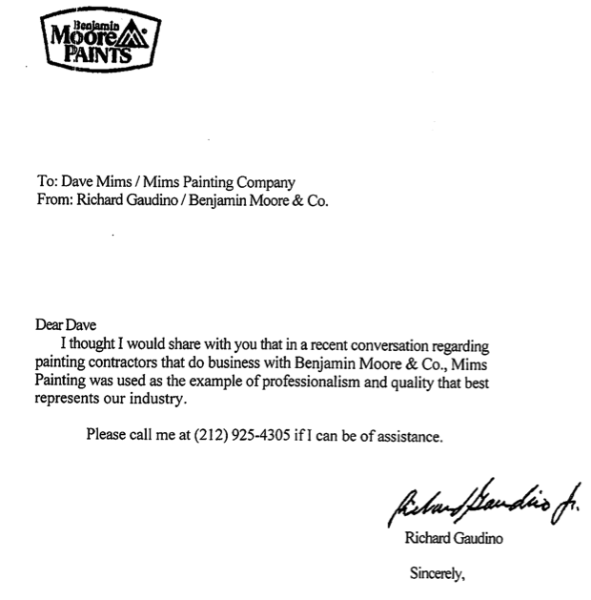 Benjamin
Moore
PAINTS
To: Dave Mims / Mims Painting Company
From: Richard Gaudino / Benjamin Moore & Co.
Dear Dave
I thought I would share with you that in a recent conversation regarding
painting contractors that do business with Benjamin Moore & Co., Mims
Painting was used as the example of professionalism and quality that best
represents our industry.
Please call me at (212) 925-4305 if I can be of assistance.
Richard Gaudino Jr.
Richard Gaudino
Sincerely,